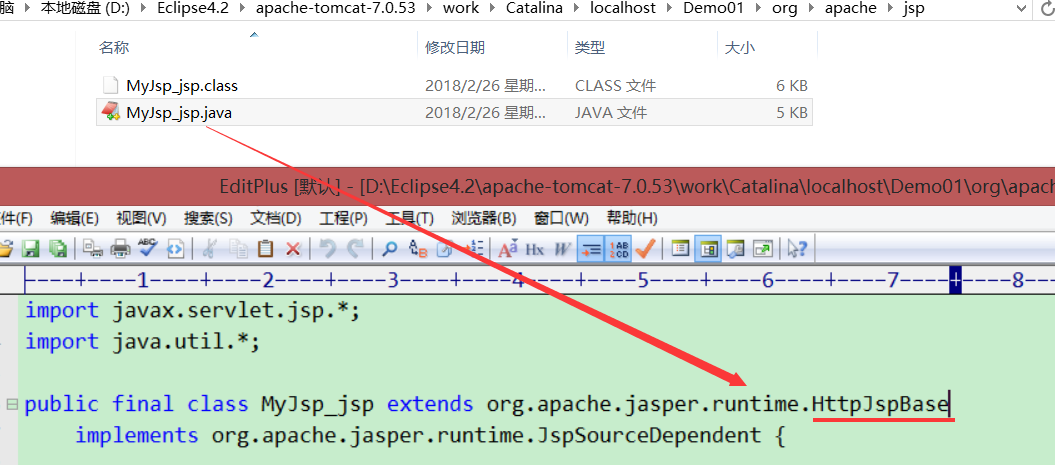 脑 › 本地磁盘 (D:) › Eclipse4.2 › apache-tomcat-7.0.53 › work › Catalina › localhost › Demo01 › org › apache › jsp
名称 修改日期 类型 大小
MyJsp_jsp.class 2018/2/26 星期... CLASS 文件 6 KB
MyJsp_jsp.java 2018/2/26 星期... JAVA 文件 5 KB
EditPlus [默认] - [D:\Eclipse4.2\apache-tomcat-7.0.53\work\Catalina\localhost\Demo01\org\apac
件(F) 编辑(E) 视图(V) 搜索(S) 文档(D) 工程(P) 工具(T) 浏览器(B) 窗口(W) 帮助(H)
----+----1----+----2----+----3----+----4----+----5----+----6----+----7----+----8---
import javax.servlet.jsp.*;
import java.util.*;
public final class MyJsp_jsp extends org.apache.jasper.runtime.HttpJspBase
implements org.apache.jasper.runtime.JspSourceDependent {